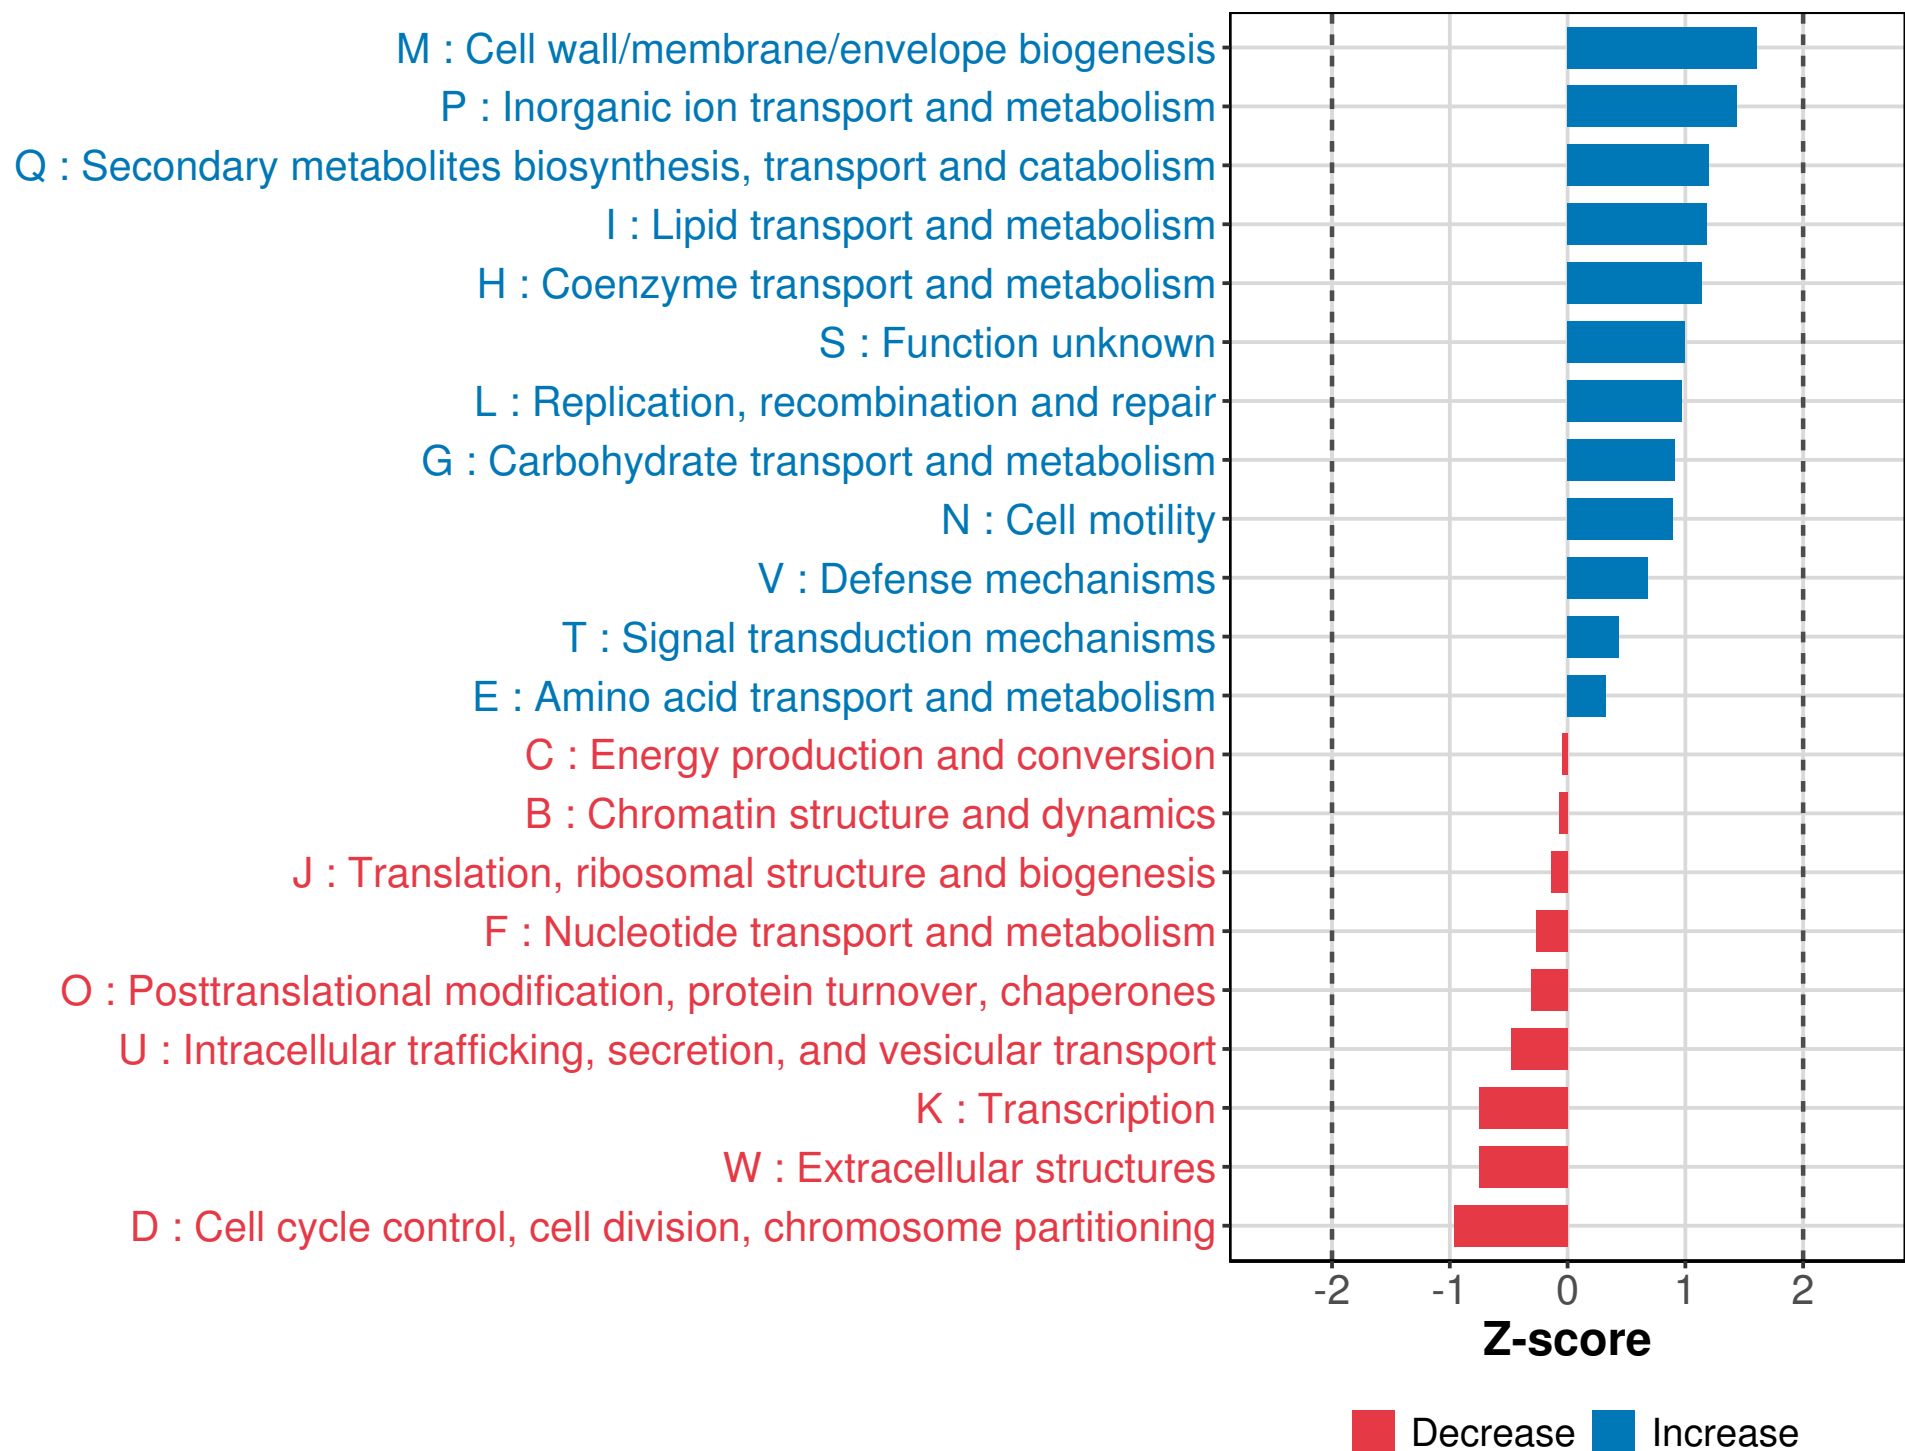 M : Cell wall/membrane/envelope biogenesis
P : Inorganic ion transport and metabolism
Q : Secondary metabolites biosynthesis, transport and catabolism
I : Lipid transport and metabolism
H : Coenzyme transport and metabolism
S : Function unknown
L : Replication, recombination and repair
G : Carbohydrate transport and metabolism
N : Cell motility
V : Defense mechanisms
T : Signal transduction mechanisms
E : Amino acid transport and metabolism
C : Energy production and conversion
B : Chromatin structure and dynamics
J : Translation, ribosomal structure and biogenesis
F : Nucleotide transport and metabolism
O : Posttranslational modification, protein turnover, chaperones
U : Intracellular trafficking, secretion, and vesicular transport
K : Transcription
W : Extracellular structures
D : Cell cycle control, cell division, chromosome partitioning
-2 -1 0 1 2
Z-score
Decrease Increase